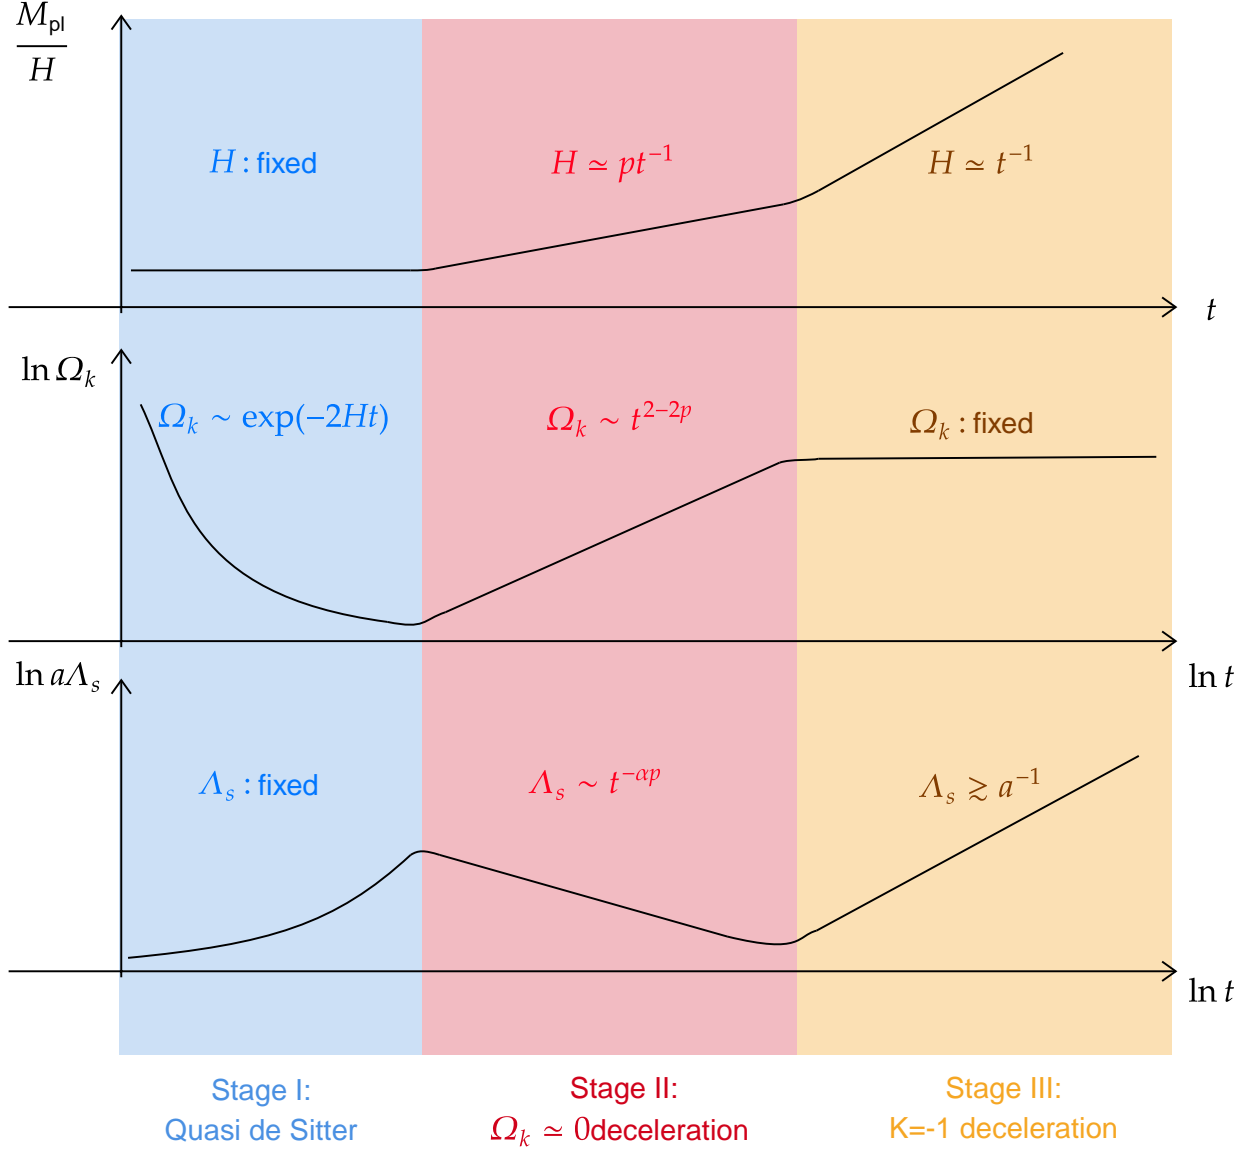 M_pl
H
H : fixed
H ≃ pt⁻¹
H ≃ t⁻¹
t
ln Ω_k
Ω_k ∼ exp(−2Ht)
Ω_k ∼ t^{2−2p}
Ω_k : fixed
ln t
ln aΛ_s
Λ_s : fixed
Λ_s ∼ t^{−αp}
Λ_s ≳ a⁻¹
ln t
Stage I:
Quasi de Sitter
Stage II:
Ω_k ≃ 0deceleration
Stage III:
K=-1 deceleration